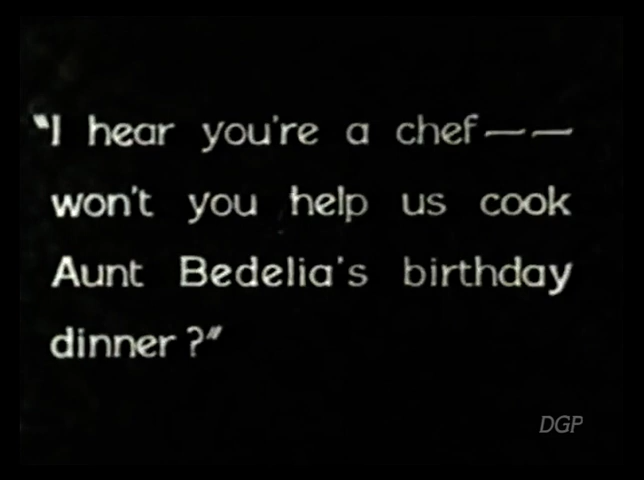 "I hear you're a chef——
won't you help us cook
Aunt Bedelia's birthday
dinner?"
DGP